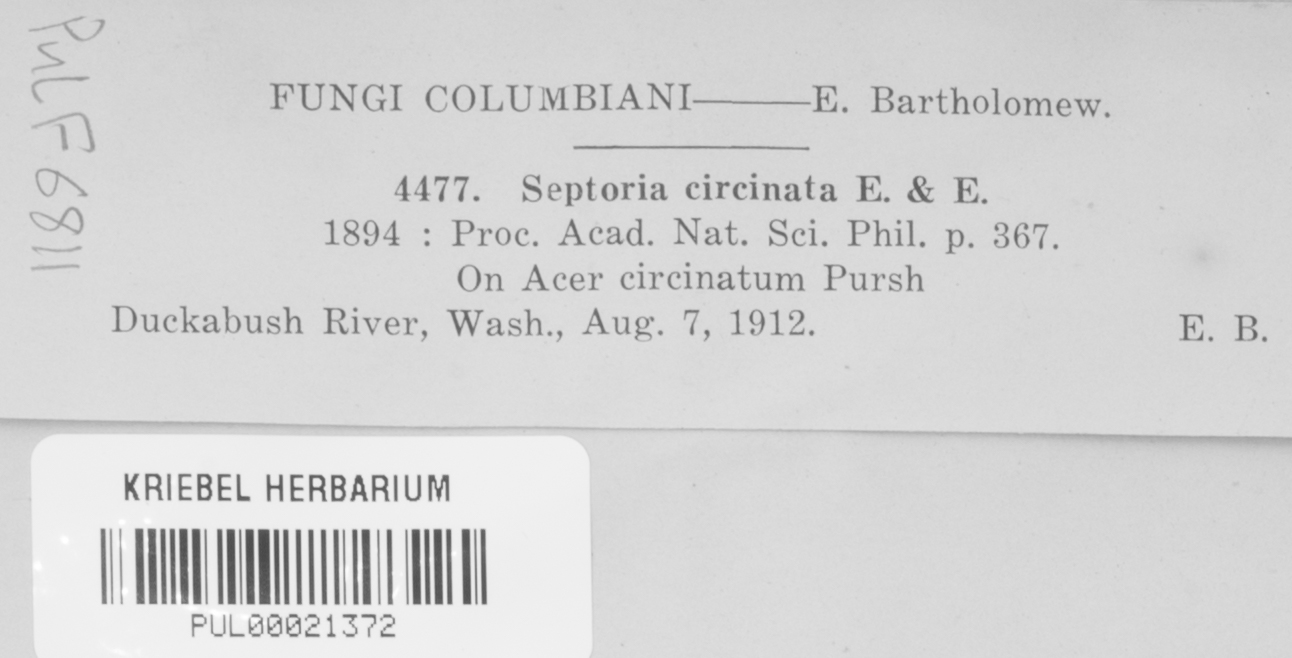 PUL F6811
FUNGI COLUMBIANI——E. Bartholomew.
4477. Septoria circinata E. & E.
1894 : Proc. Acad. Nat. Sci. Phil. p. 367.
On Acer circinatum Pursh
Duckabush River, Wash., Aug. 7, 1912. E. B.
KRIEBEL HERBARIUM
PUL00021372